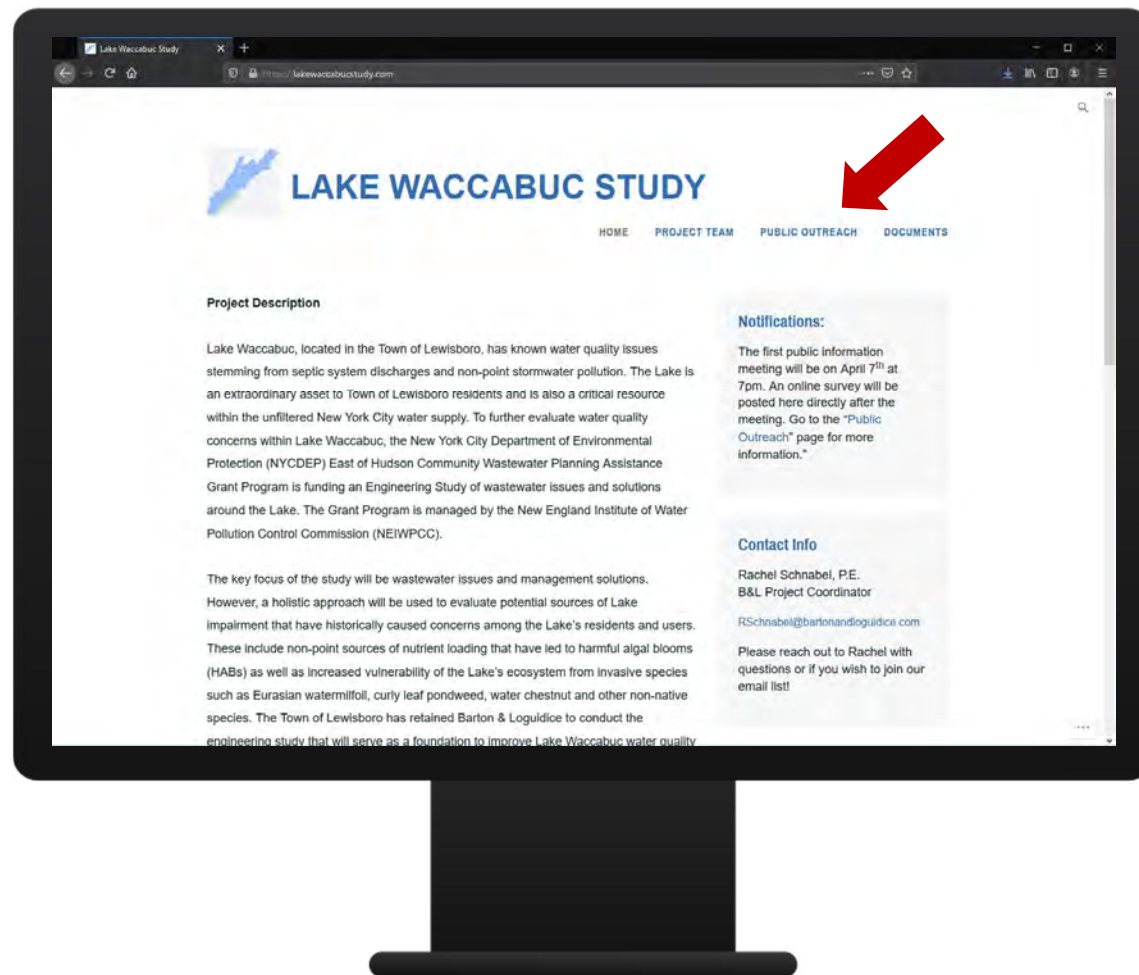 Lake Waccabuc Study
https://lakewaccabucstudy.com
LAKE WACCABUC STUDY
HOME PROJECT TEAM PUBLIC OUTREACH DOCUMENTS
Project Description
Lake Waccabuc, located in the Town of Lewisboro, has known water quality issues
stemming from septic system discharges and non-point stormwater pollution. The Lake is
an extraordinary asset to Town of Lewisboro residents and is also a critical resource
within the unfiltered New York City water supply. To further evaluate water quality
concerns within Lake Waccabuc, the New York City Department of Environmental
Protection (NYCDEP) East of Hudson Community Wastewater Planning Assistance
Grant Program is funding an Engineering Study of wastewater issues and solutions
around the Lake. The Grant Program is managed by the New England Institute of Water
Pollution Control Commission (NEIWPCC).
The key focus of the study will be wastewater issues and management solutions.
However, a holistic approach will be used to evaluate potential sources of Lake
impairment that have historically caused concerns among the Lake's residents and users.
These include non-point sources of nutrient loading that have led to harmful algal blooms
(HABs) as well as increased vulnerability of the Lake's ecosystem from invasive species
such as Eurasian watermilfoil, curly leaf pondweed, water chestnut and other non-native
species. The Town of Lewisboro has retained Barton & Loguidice to conduct the
engineering study that will serve as a foundation to improve Lake Waccabuc water quality
Notifications:
The first public information
meeting will be on April 7th at
7pm. An online survey will be
posted here directly after the
meeting. Go to the "Public
Outreach" page for more
information."
Contact Info
Rachel Schnabel, P.E.
B&L Project Coordinator
RSchnabel@bartonandloguidice.com
Please reach out to Rachel with
questions or if you wish to join our
email list!